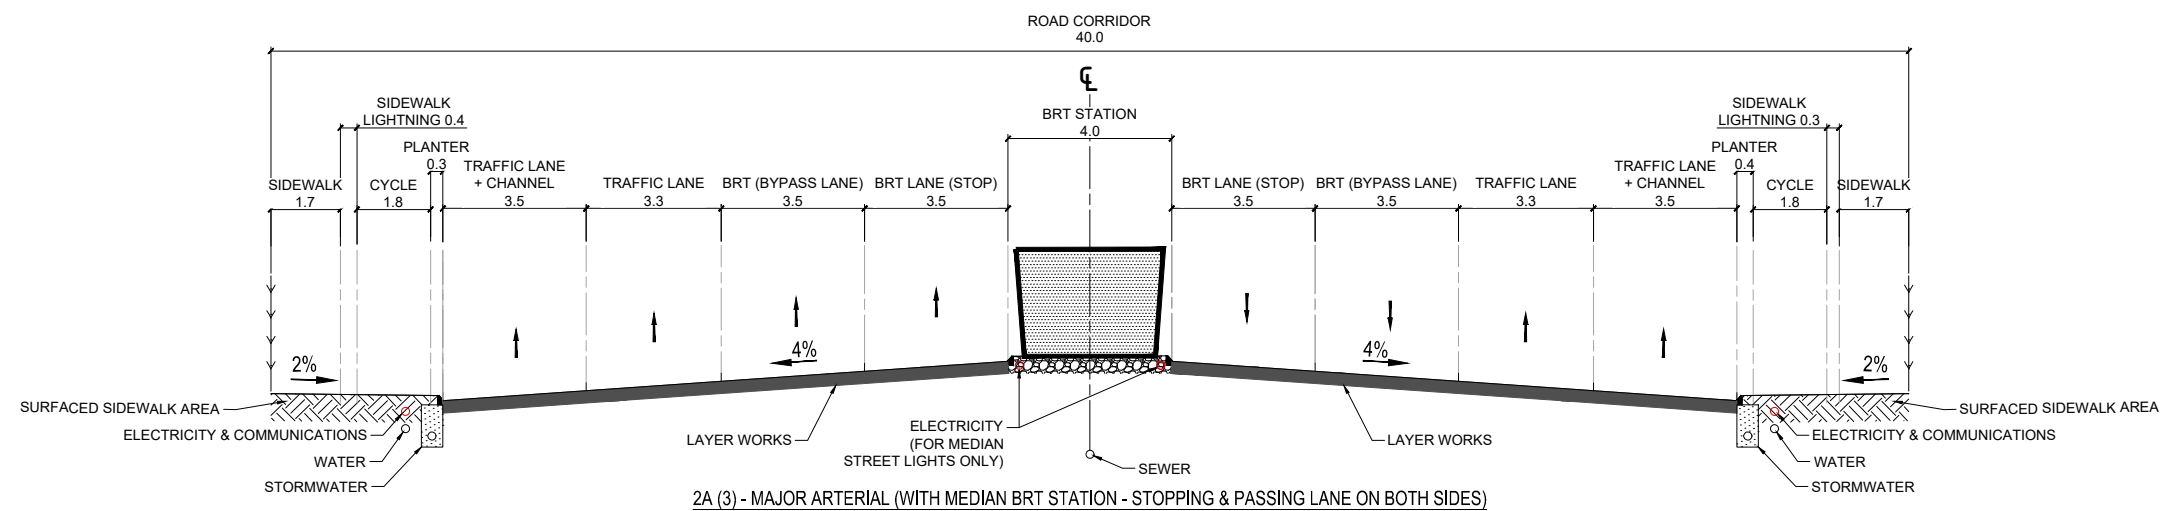 ROAD CORRIDOR
40.0
℄
SIDEWALK
LIGHTNING 0.4
PLANTER
0.3
SIDEWALK
1.7
CYCLE
1.8
TRAFFIC LANE
+ CHANNEL
3.5
TRAFFIC LANE
3.3
BRT (BYPASS LANE)
3.5
BRT LANE (STOP)
3.5
BRT STATION
4.0
BRT LANE (STOP)
3.5
BRT (BYPASS LANE)
3.5
TRAFFIC LANE
3.3
TRAFFIC LANE
+ CHANNEL
3.5
SIDEWALK
LIGHTNING 0.3
PLANTER
0.4
CYCLE
1.8
SIDEWALK
1.7
2%
4%
4%
2%
SURFACED SIDEWALK AREA
ELECTRICITY & COMMUNICATIONS
WATER
STORMWATER
LAYER WORKS
ELECTRICITY
(FOR MEDIAN
STREET LIGHTS ONLY)
SEWER
LAYER WORKS
SURFACED SIDEWALK AREA
ELECTRICITY & COMMUNICATIONS
WATER
STORMWATER
2A (3) - MAJOR ARTERIAL (WITH MEDIAN BRT STATION - STOPPING & PASSING LANE ON BOTH SIDES)